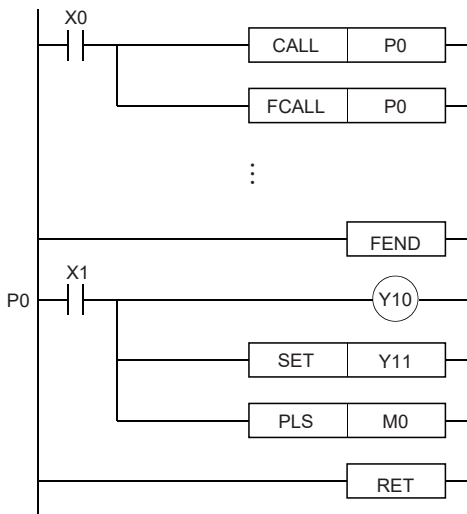 X0
CALL P0
FCALL P0
⋮
FEND
X1
P0 Y10
SET Y11
PLS M0
RET